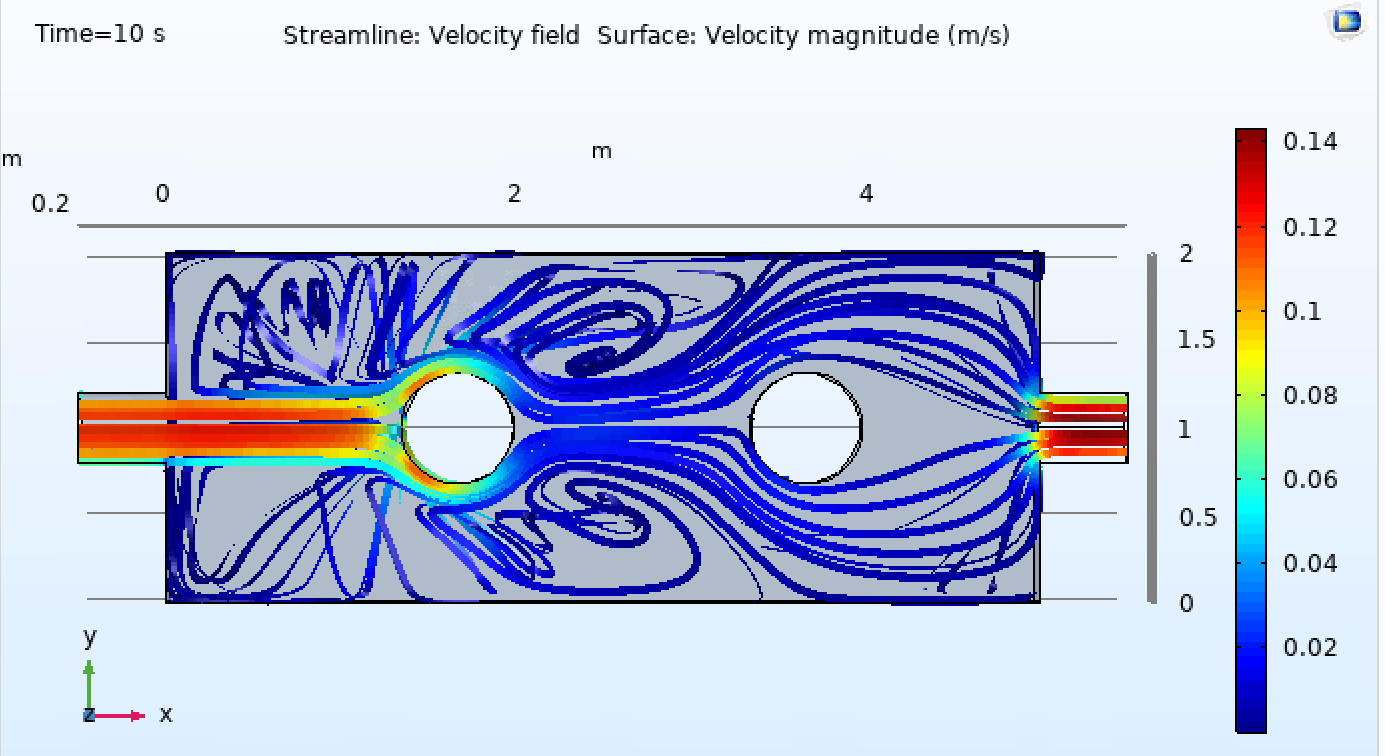 Time=10 s Streamline: Velocity field Surface: Velocity magnitude (m/s)
m
m
0.2 0 2 4
2
1.5
1
0.5
0
0.14
0.12
0.1
0.08
0.06
0.04
0.02
y
z x